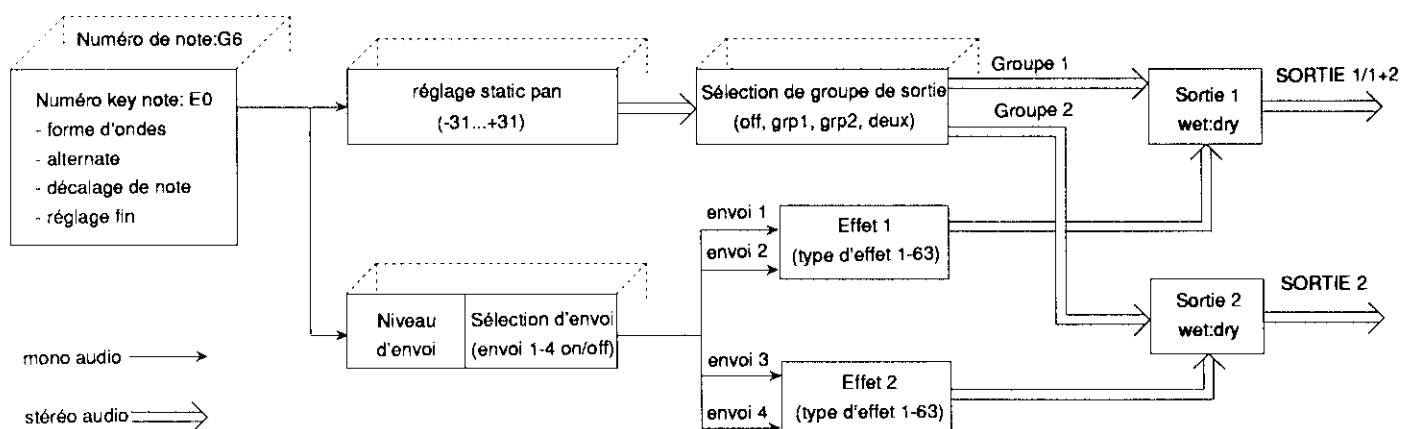 Numéro de note:G6
Numéro key note: E0
- forme d'ondes
- alternate
- décalage de note
- réglage fin
réglage static pan
(-31...+31)
Sélection de groupe de sortie
(off, grp1, grp2, deux)
Groupe 1
Groupe 2
Sortie 1
wet:dry
SORTIE 1/1+2
envoi 1
envoi 2
Effet 1
(type d'effet 1-63)
Niveau
d'envoi
Sélection d'envoi
(envoi 1-4 on/off)
Sortie 2
wet:dry
SORTIE 2
envoi 3
envoi 4
Effet 2
(type d'effet 1-63)
mono audio
stéréo audio